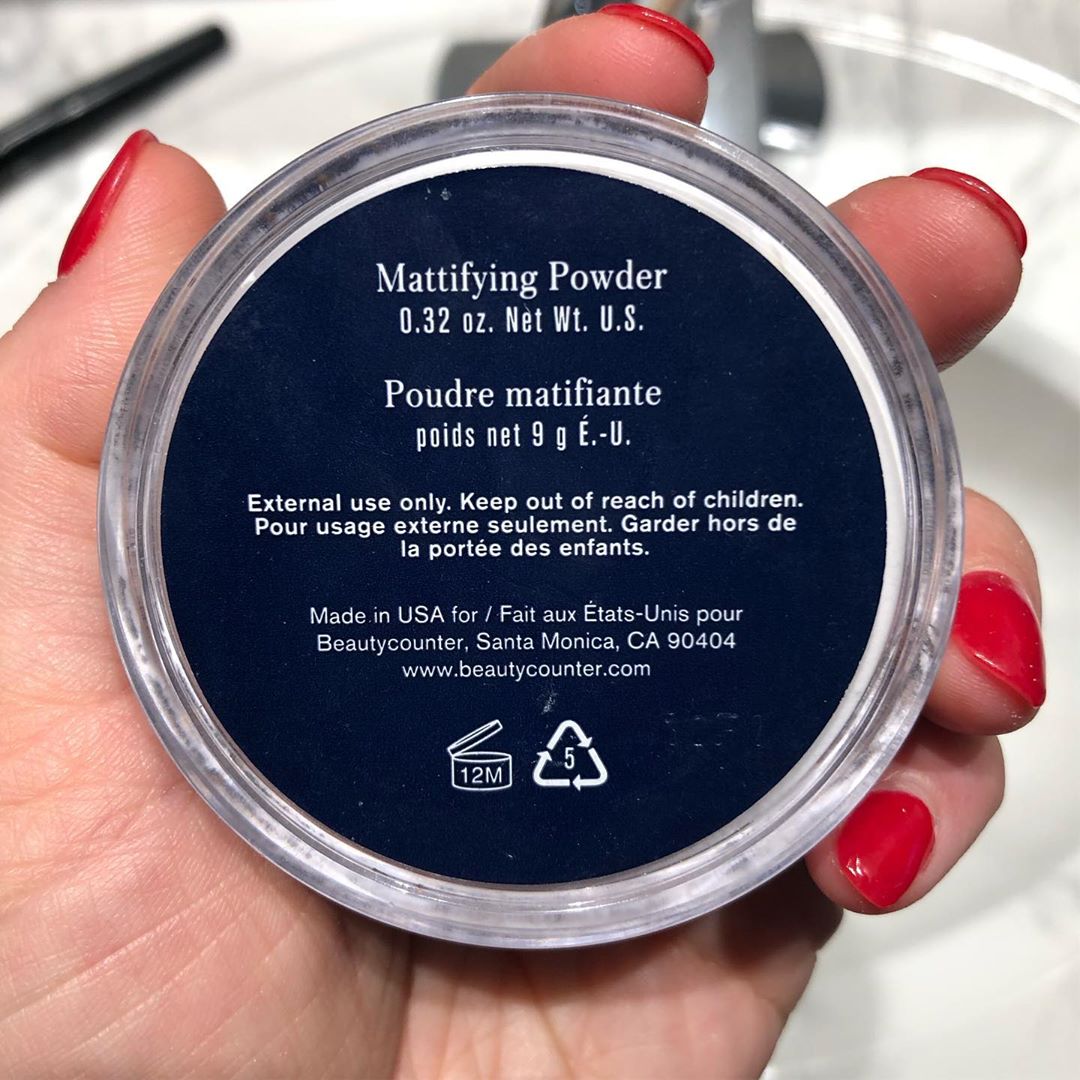 Mattifying Powder
0.32 oz. Net Wt. U.S.
Poudre matifiante
poids net 9 g É.-U.
External use only. Keep out of reach of children.
Pour usage externe seulement. Garder hors de
la portée des enfants.
Made in USA for / Fait aux États-Unis pour
Beautycounter, Santa Monica, CA 90404
www.beautycounter.com
12M
5